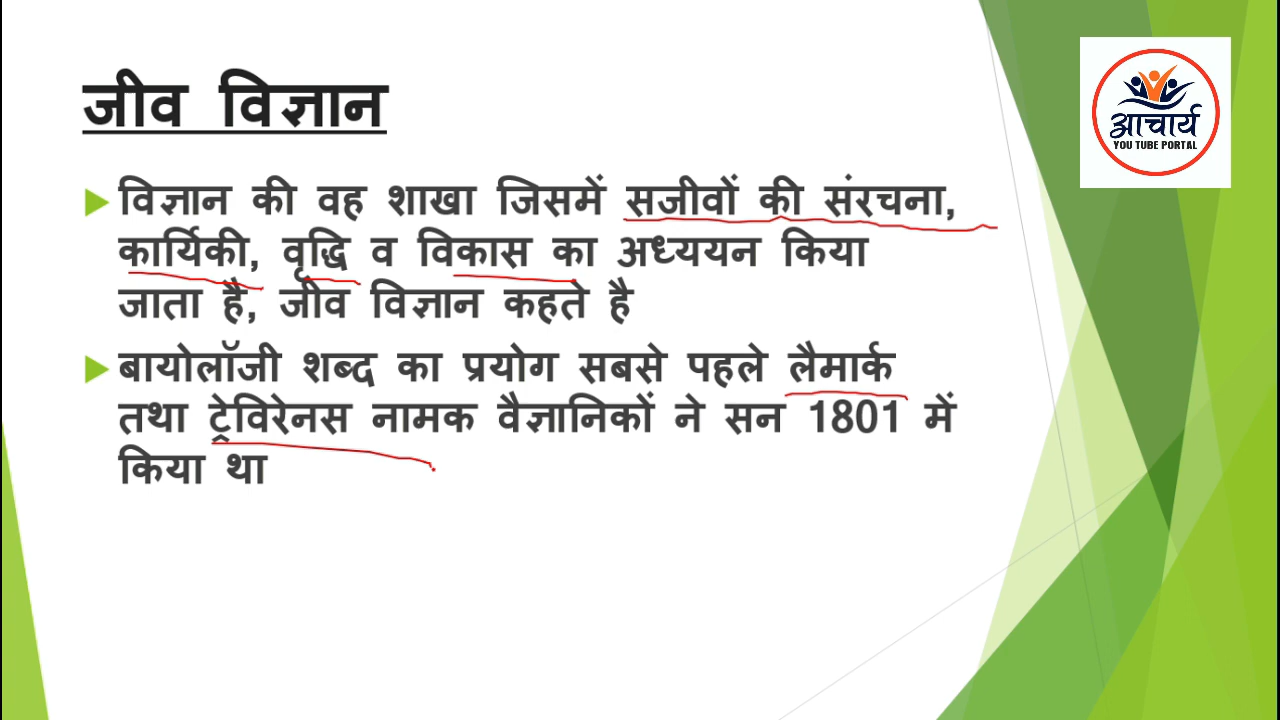 जीव विज्ञान
विज्ञान की वह शाखा जिसमें सजीवों की संरचना,
कार्यिकी, वृद्धि व विकास का अध्ययन किया
जाता है, जीव विज्ञान कहते है
बायोलॉजी शब्द का प्रयोग सबसे पहले लैमार्क
तथा ट्रेविरेनस नामक वैज्ञानिकों ने सन 1801 में
किया था
आचार्य
YOU TUBE PORTAL